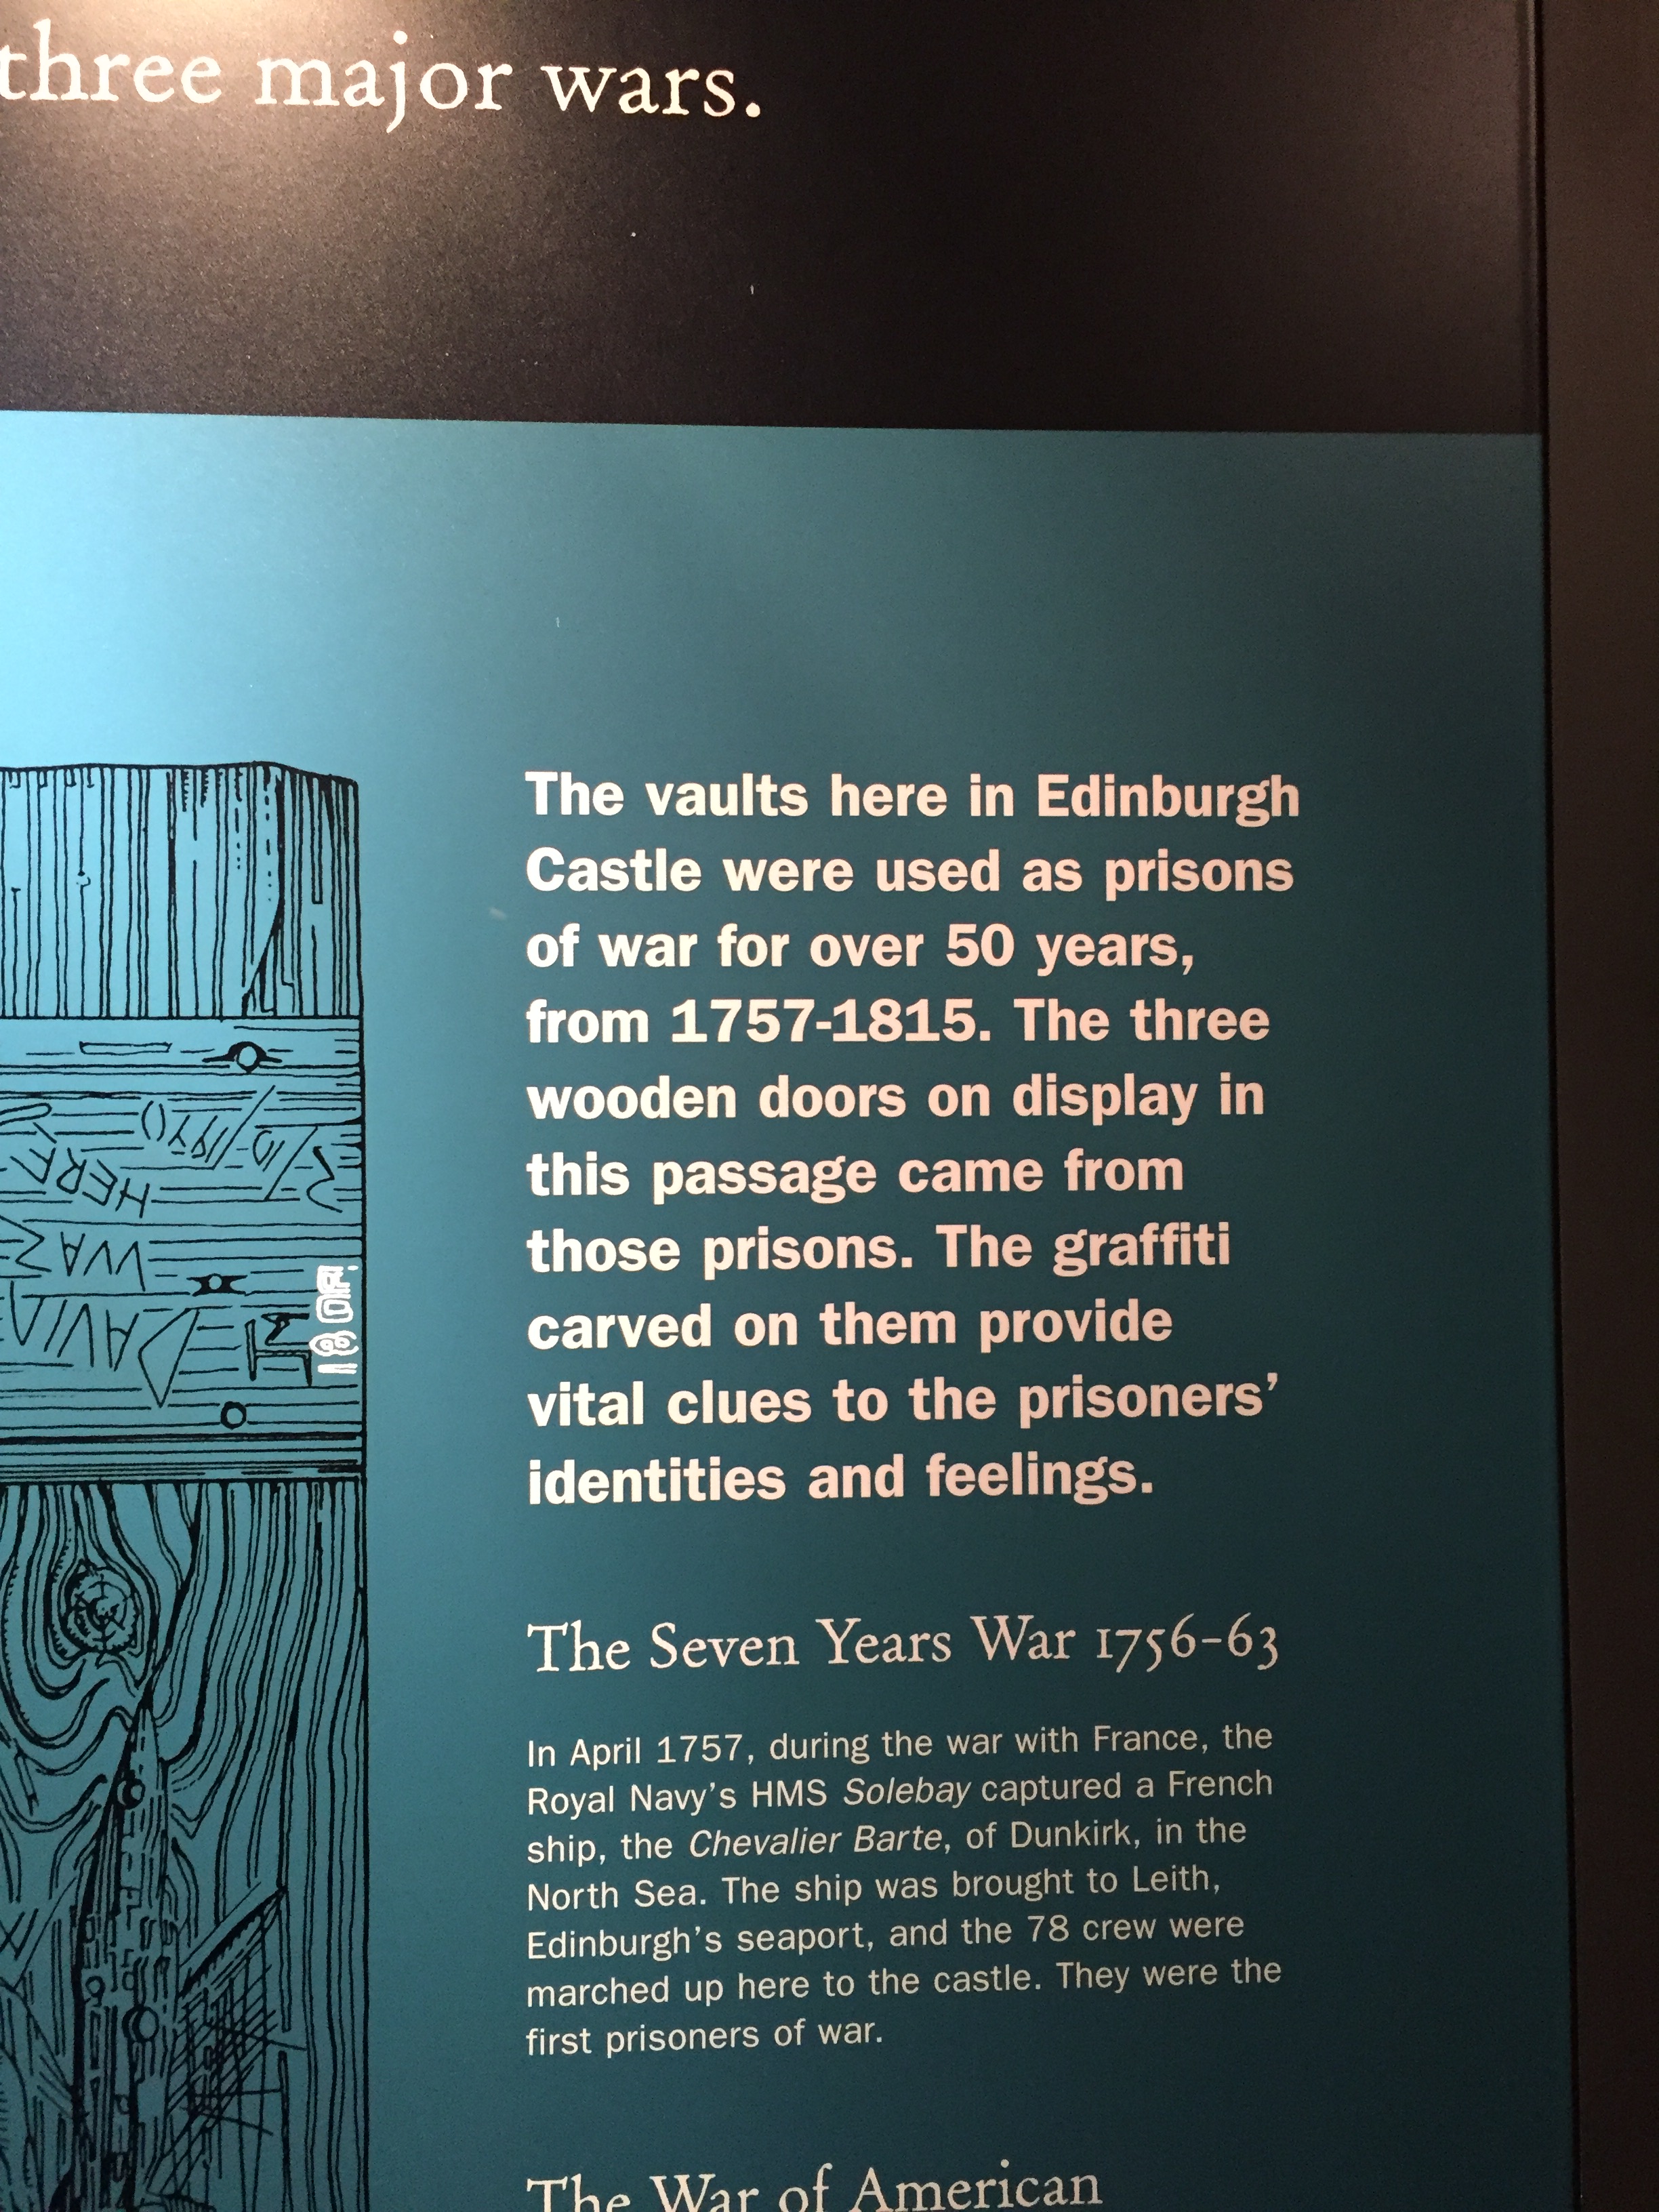 three major wars.
HERE
WAS
The vaults here in Edinburgh
Castle were used as prisons
of war for over 50 years,
from 1757-1815. The three
wooden doors on display in
this passage came from
those prisons. The graffiti
carved on them provide
vital clues to the prisoners’
identities and feelings.
The Seven Years War 1756-63
In April 1757, during the war with France, the
Royal Navy’s HMS Solebay captured a French
ship, the Chevalier Barte, of Dunkirk, in the
North Sea. The ship was brought to Leith,
Edinburgh’s seaport, and the 78 crew were
marched up here to the castle. They were the
first prisoners of war.
The War of American